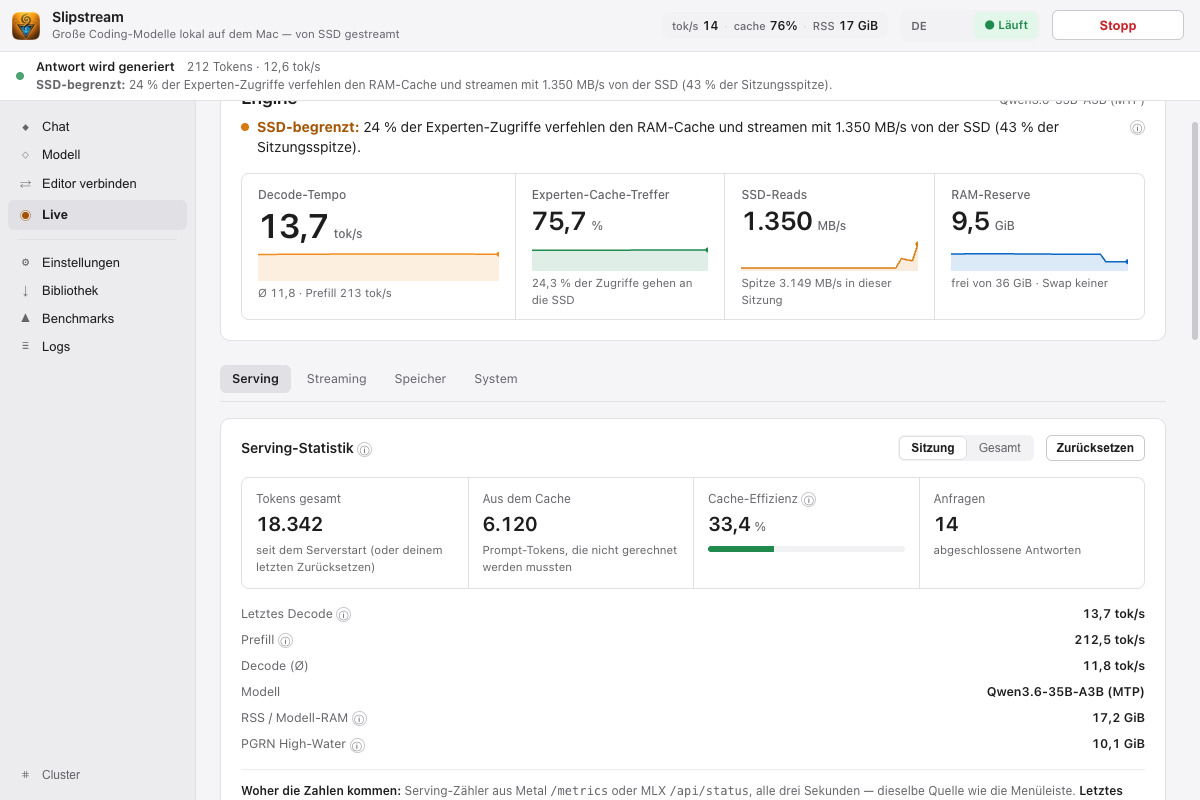 Slipstream
Große Coding-Modelle lokal auf dem Mac — von SSD gestreamt
tok/s 14 · cache 76% · RSS 17 GiB
DE
Läuft
Stopp
Antwort wird generiert 212 Tokens · 12,6 tok/s
SSD-begrenzt: 24 % der Experten-Zugriffe verfehlen den RAM-Cache und streamen mit 1.350 MB/s von der SSD (43 % der Sitzungsspitze).
Chat
Modell
Editor verbinden
Live
Einstellungen
Bibliothek
Benchmarks
Logs
Cluster
Engine
Qwen3.6-35B-A3B (MTP)
SSD-begrenzt: 24 % der Experten-Zugriffe verfehlen den RAM-Cache und streamen mit 1.350 MB/s von der SSD (43 % der
Sitzungsspitze).
Decode-Tempo
13,7 tok/s
Ø 11,8 · Prefill 213 tok/s
Experten-Cache-Treffer
75,7 %
24,3 % der Zugriffe gehen an
die SSD
SSD-Reads
1.350 MB/s
Spitze 3.149 MB/s in dieser
Sitzung
RAM-Reserve
9,5 GiB
frei von 36 GiB · Swap keiner
Serving
Streaming
Speicher
System
Serving-Statistik
Sitzung
Gesamt
Zurücksetzen
Tokens gesamt
18.342
seit dem Serverstart (oder deinem
letzten Zurücksetzen)
Aus dem Cache
6.120
Prompt-Tokens, die nicht gerechnet
werden mussten
Cache-Effizienz
33,4 %
Anfragen
14
abgeschlossene Antworten
Letztes Decode 13,7 tok/s
Prefill 212,5 tok/s
Decode (Ø) 11,8 tok/s
Modell Qwen3.6-35B-A3B (MTP)
RSS / Modell-RAM 17,2 GiB
PGRN High-Water 10,1 GiB
Woher die Zahlen kommen: Serving-Zähler aus Metal /metrics oder MLX /api/status, alle drei Sekunden — dieselbe Quelle wie die Menüleiste. Letztes